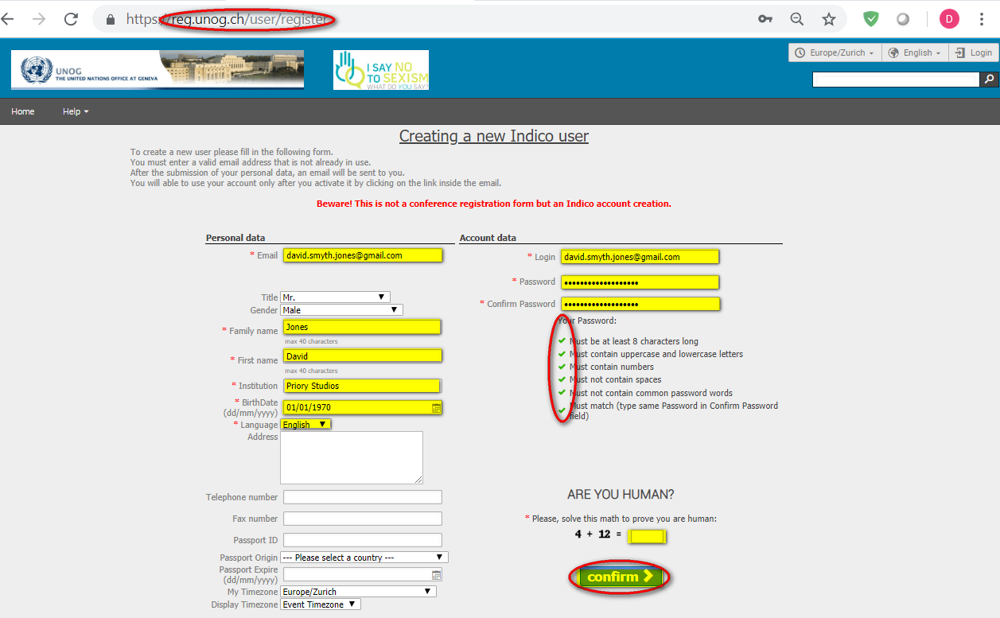 https://reg.unog.ch/user/register
D
UNOG
THE UNITED NATIONS OFFICE AT GENEVA
I SAY NO
TO SEXISM
WHAT DO YOU SAY?
Europe/Zurich
English
Login
Home
Help
Creating a new Indico user
To create a new user please fill in the following form.
You must enter a valid email address that is not already in use.
After the submission of your personal data, an email will be sent to you.
You will able to use your account only after you activate it by clicking on the link inside the email.
Beware! This is not a conference registration form but an Indico account creation.
Personal data
* Email david.smyth.jones@gmail.com
Title Mr.
Gender Male
* Family name Jones
max 40 characters
* First name David
max 40 characters
* Institution Priory Studios
* BirthDate
(dd/mm/yyyy) 01/01/1970
* Language English
Address
Telephone number
Fax number
Passport ID
Passport Origin --- Please select a country ---
Passport Expire
(dd/mm/yyyy)
My Timezone Europe/Zurich
Display Timezone Event Timezone
Account data
* Login david.smyth.jones@gmail.com
* Password •••••••••••••••••••
* Confirm Password •••••••••••••••••••
Your Password:
Must be at least 8 characters long
Must contain uppercase and lowercase letters
Must contain numbers
Must not contain spaces
Must not contain common password words
Must match (type same Password in Confirm Password
field)
ARE YOU HUMAN?
* Please, solve this math to prove you are human:
4 + 12 =
confirm